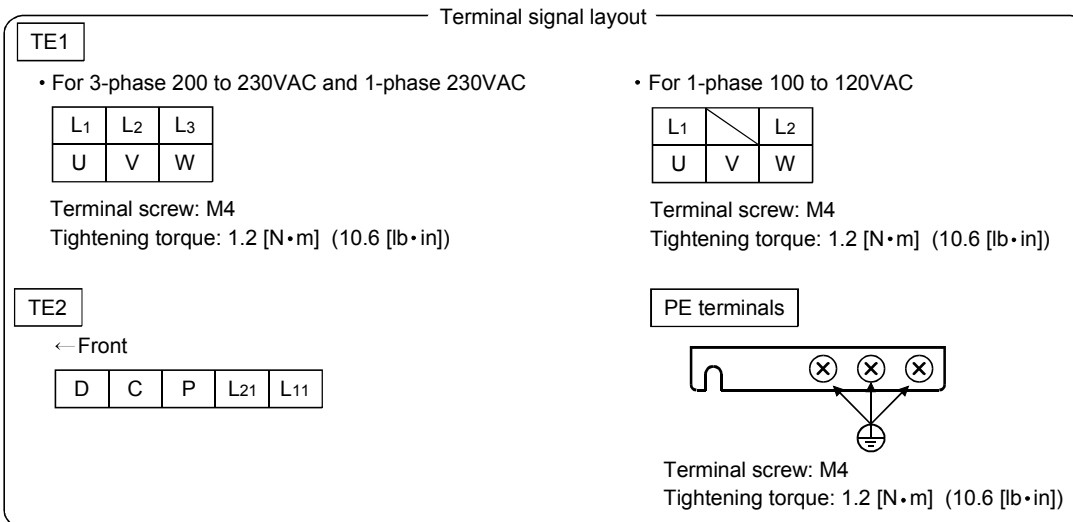 Terminal signal layout
TE1
• For 3-phase 200 to 230VAC and 1-phase 230VAC
L1 L2 L3
U V W
Terminal screw: M4
Tightening torque: 1.2 [N•m] (10.6 [lb•in])
• For 1-phase 100 to 120VAC
L1 L2
U V W
Terminal screw: M4
Tightening torque: 1.2 [N•m] (10.6 [lb•in])
TE2
←Front
D C P L21 L11
PE terminals
Terminal screw: M4
Tightening torque: 1.2 [N•m] (10.6 [lb•in])